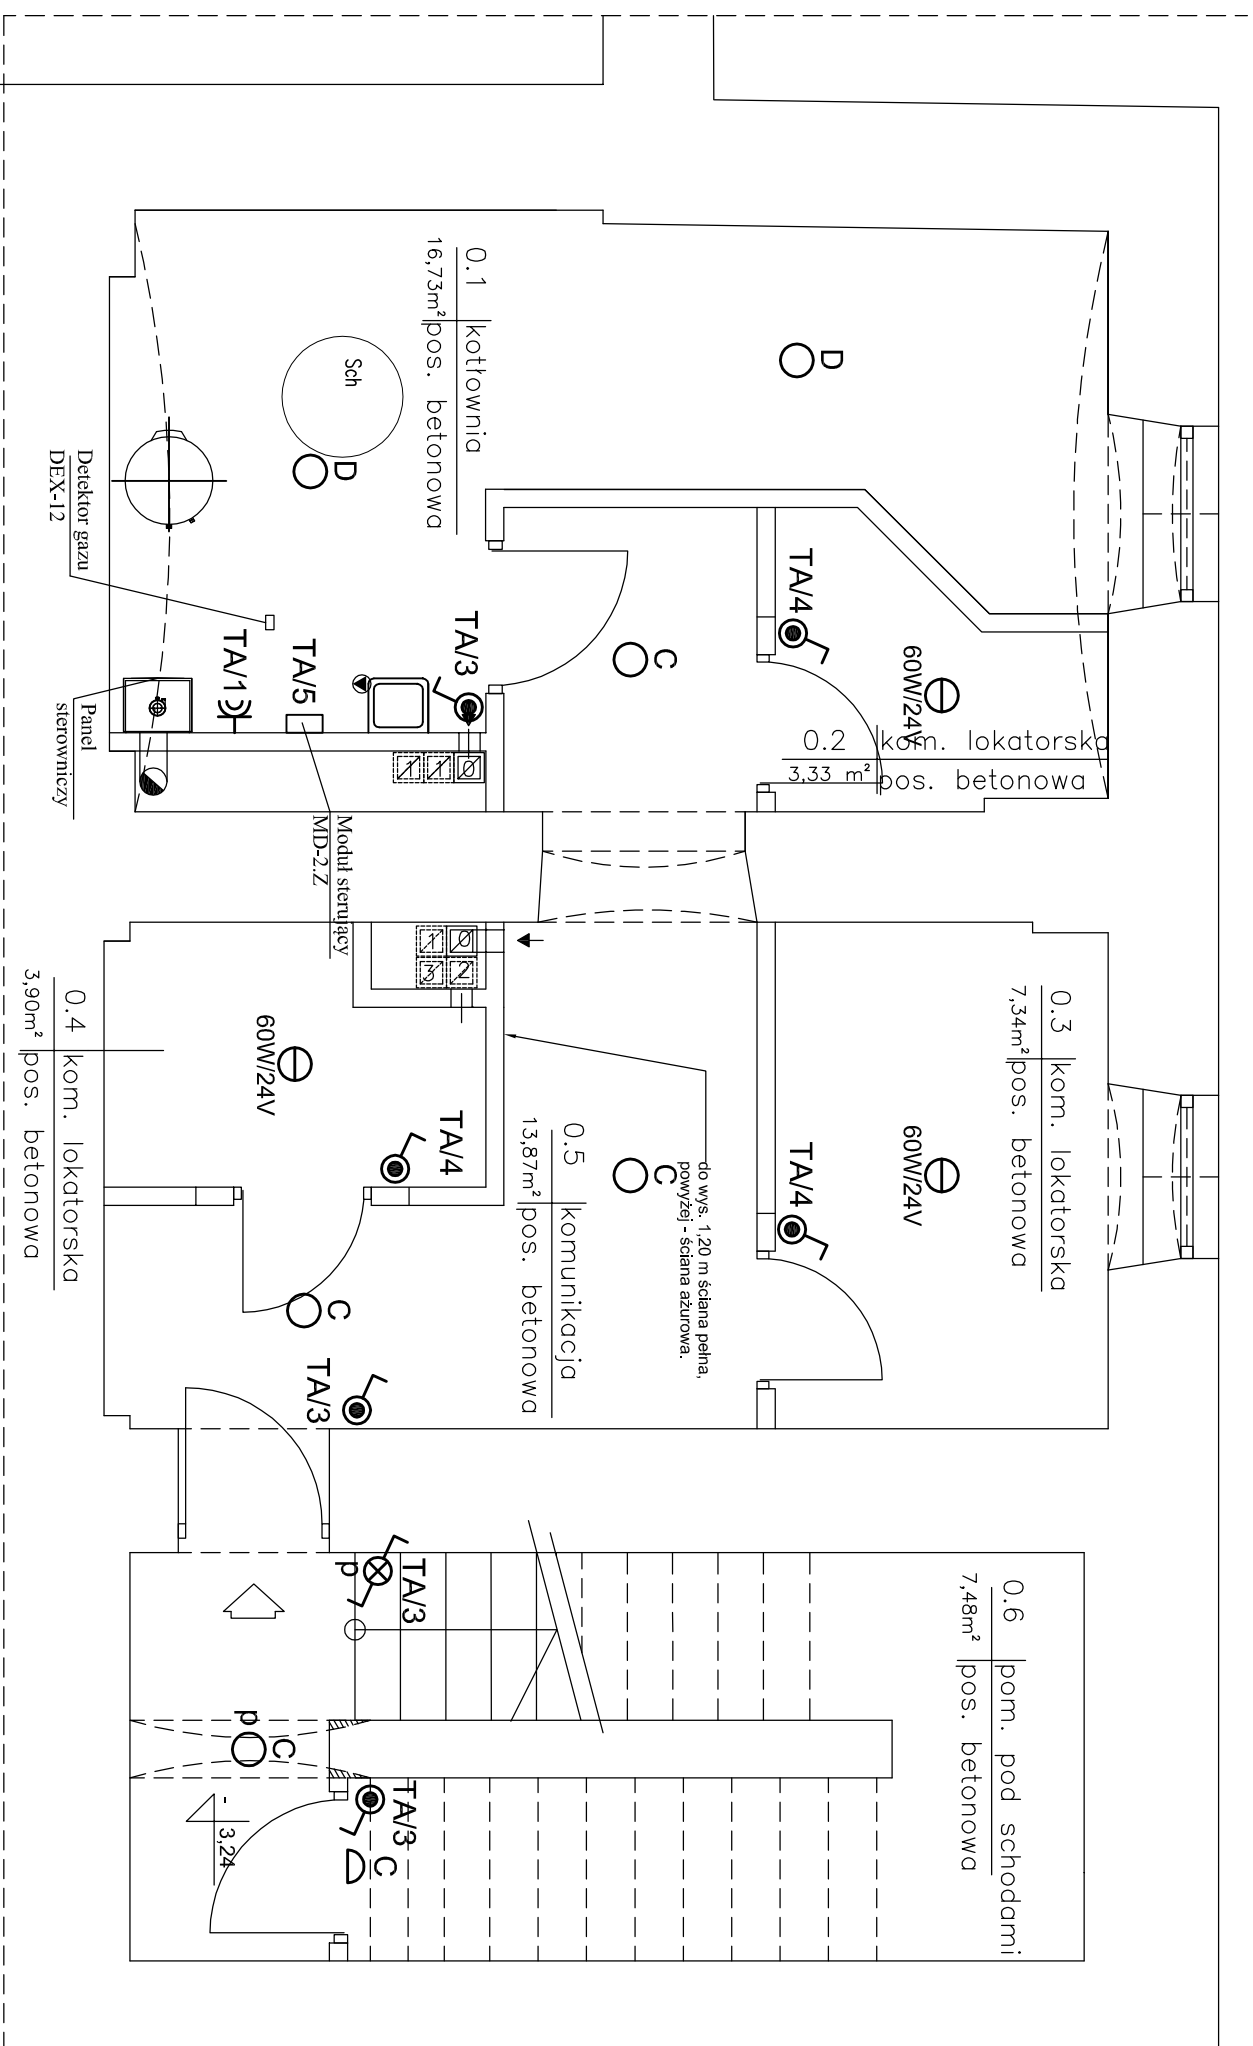 0.1 kotłownia
16,73m² pos. betonowa
Sch
D
D
Detektor gazu
DEX-12
TA/1
TA/5
TA/3
Panel
sterowniczy
Moduł sterujący
MD-2.Z
1 1 0
C
TA/4
60W/24V
0.2 kom. lokatorska
3,33 m² pos. betonowa
0.3 kom. lokatorska
7,34m² pos. betonowa
60W/24V
TA/4
0.4 kom. lokatorska
3,90m² pos. betonowa
60W/24V
TA/4
1 0
3 2
0.5 komunikacja
13,87m² pos. betonowa
C
do wys. 1,20 m ściana pełna,
powyżej - ściana ażurowa.
C
TA/3
0.6 pom. pod schodami
7,48m² pos. betonowa
TA/3
p
C
p
TA/3
C
- 3,24